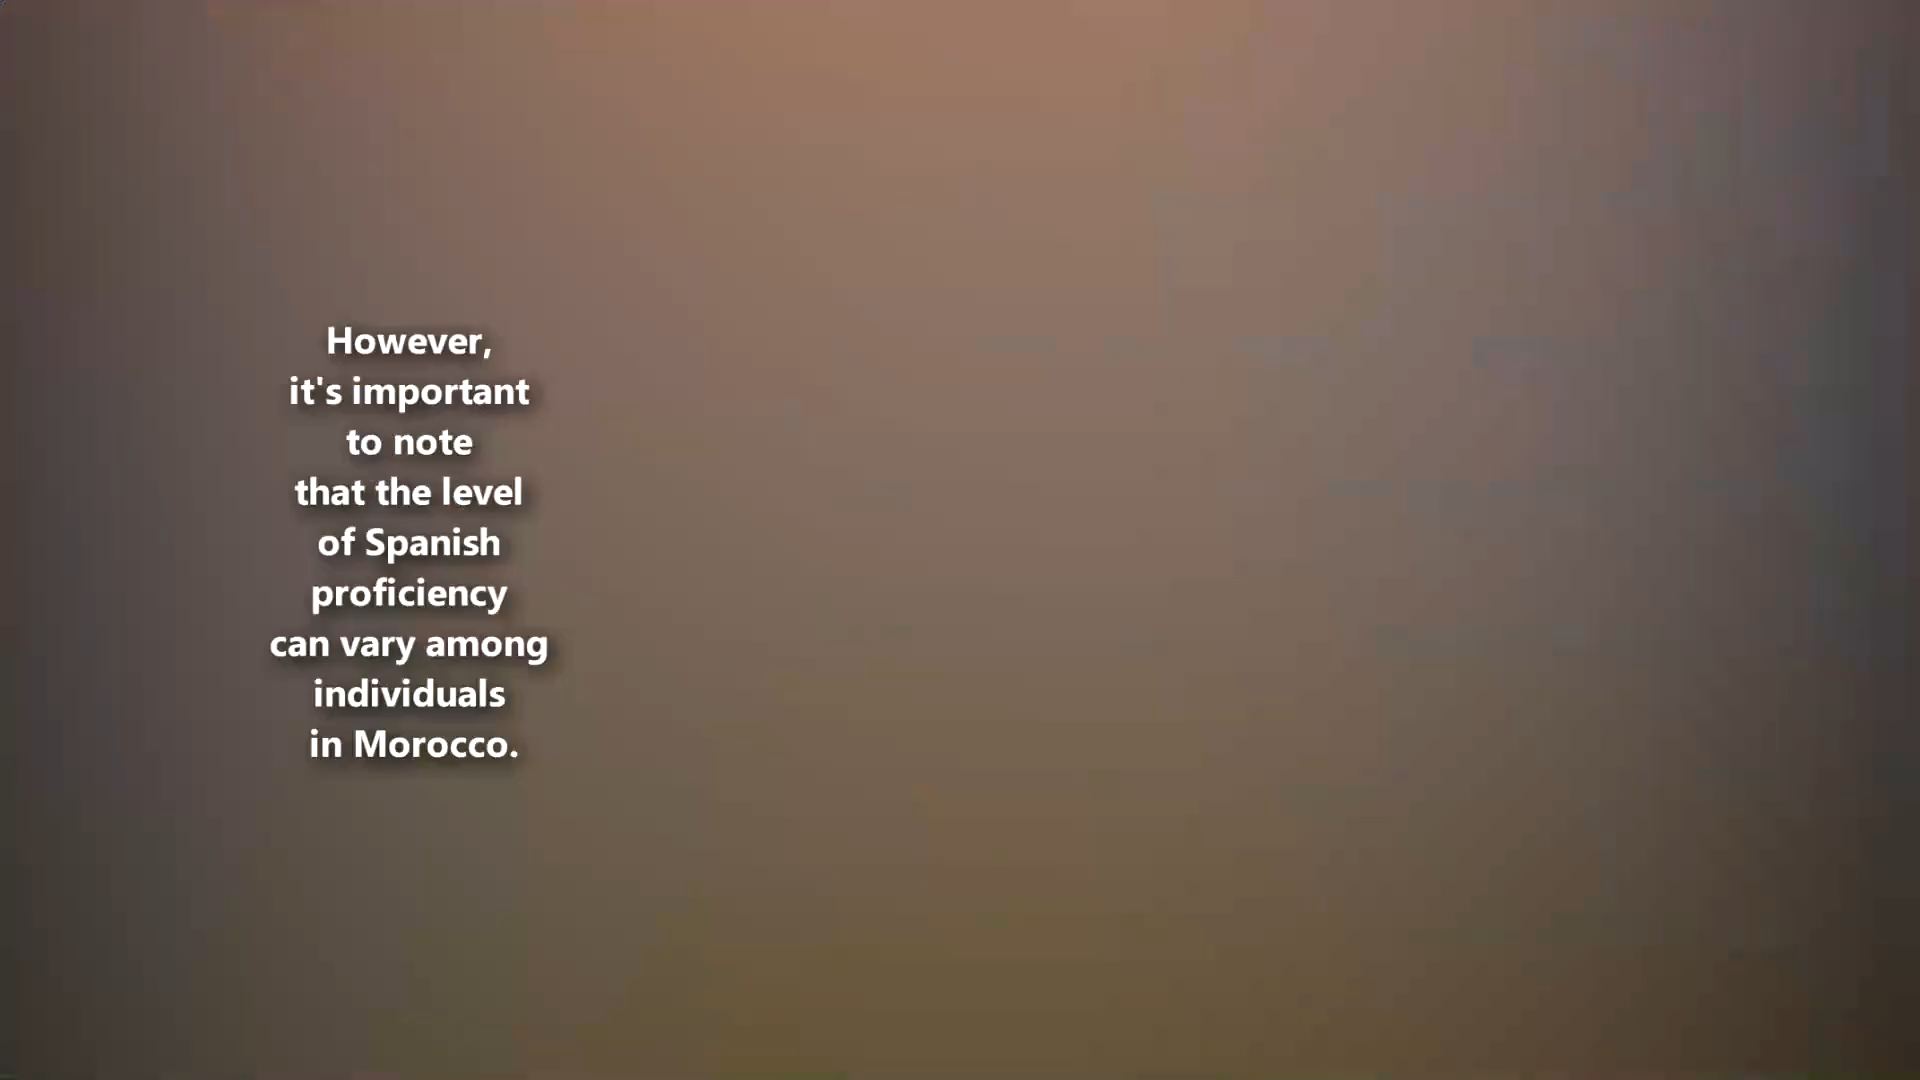 However,
it's important
to note
that the level
of Spanish
proficiency
can vary among
individuals
in Morocco.